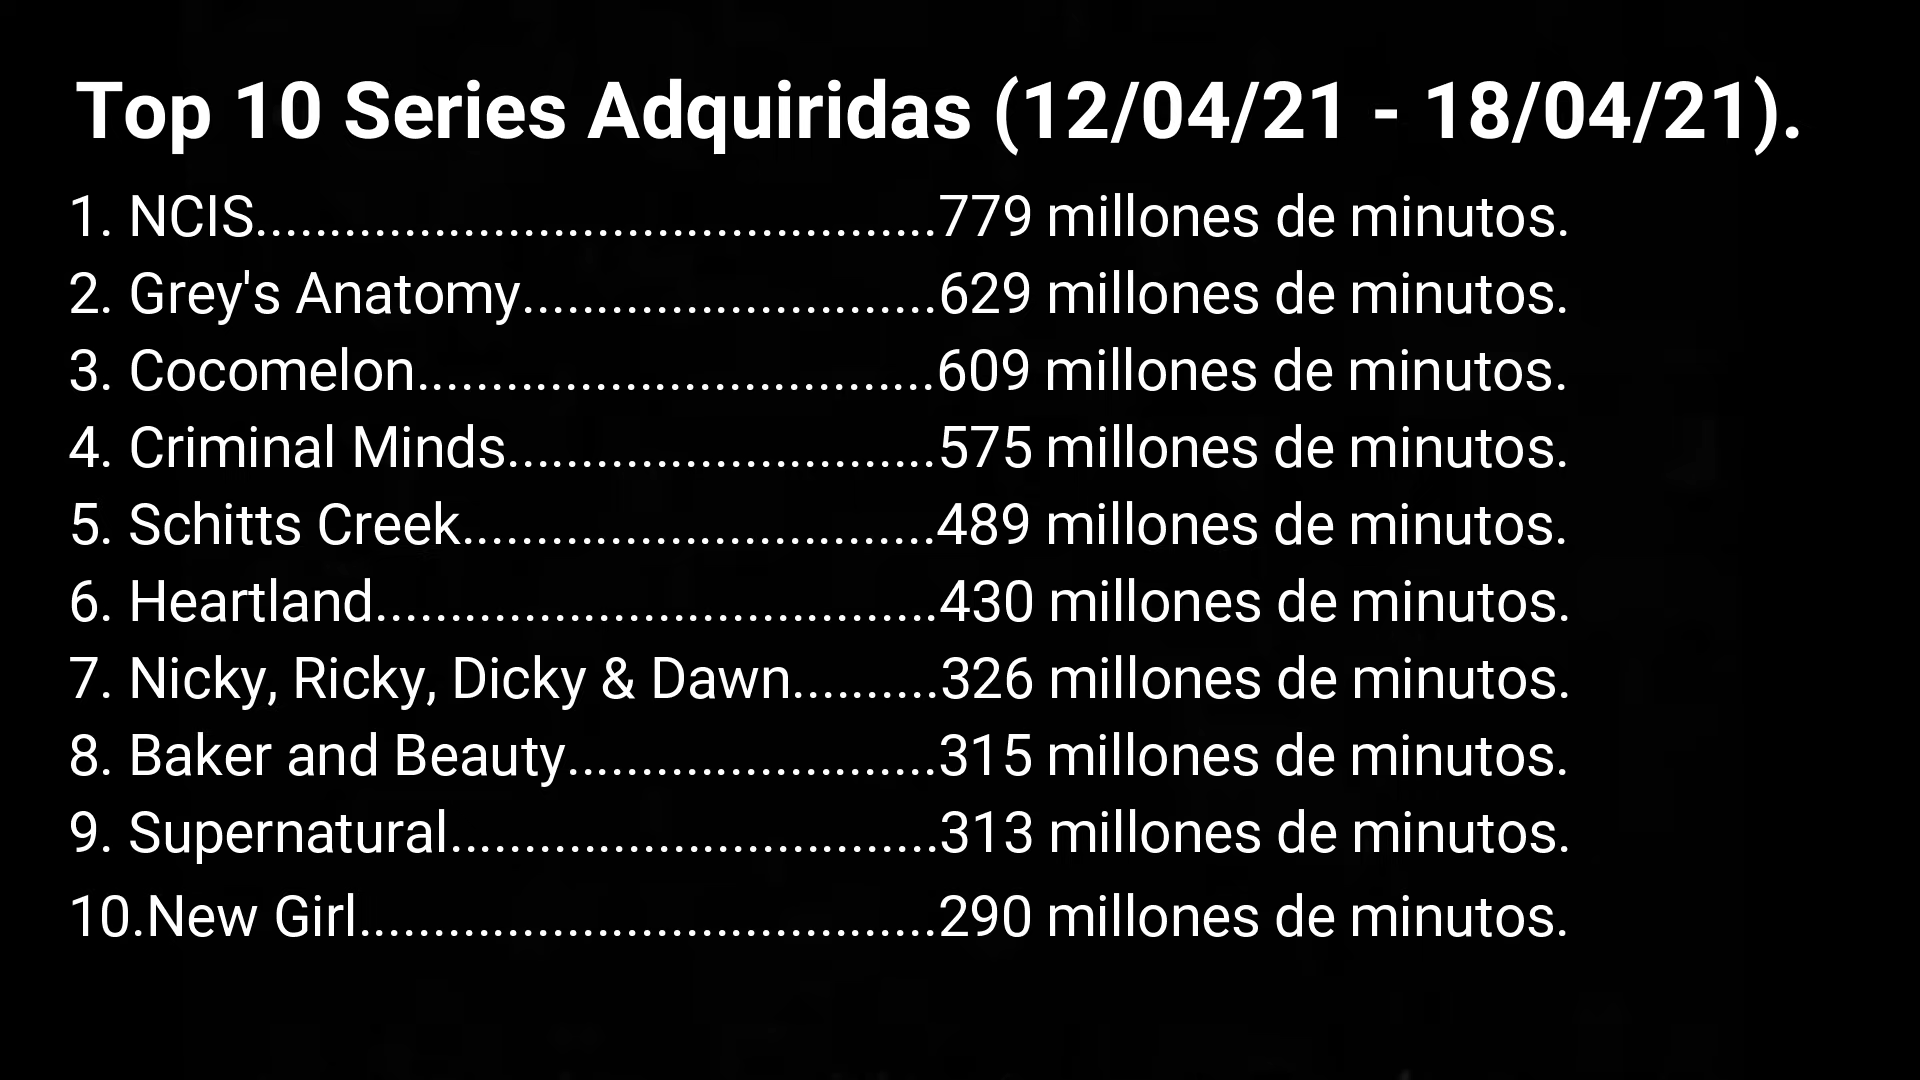 Top 10 Series Adquiridas (12/04/21 - 18/04/21).
1. NCIS..............................................779 millones de minutos.
2. Grey's Anatomy............................629 millones de minutos.
3. Cocomelon...................................609 millones de minutos.
4. Criminal Minds.............................575 millones de minutos.
5. Schitts Creek................................489 millones de minutos.
6. Heartland......................................430 millones de minutos.
7. Nicky, Ricky, Dicky & Dawn..........326 millones de minutos.
8. Baker and Beauty.........................315 millones de minutos.
9. Supernatural.................................313 millones de minutos.
10.New Girl.......................................290 millones de minutos.